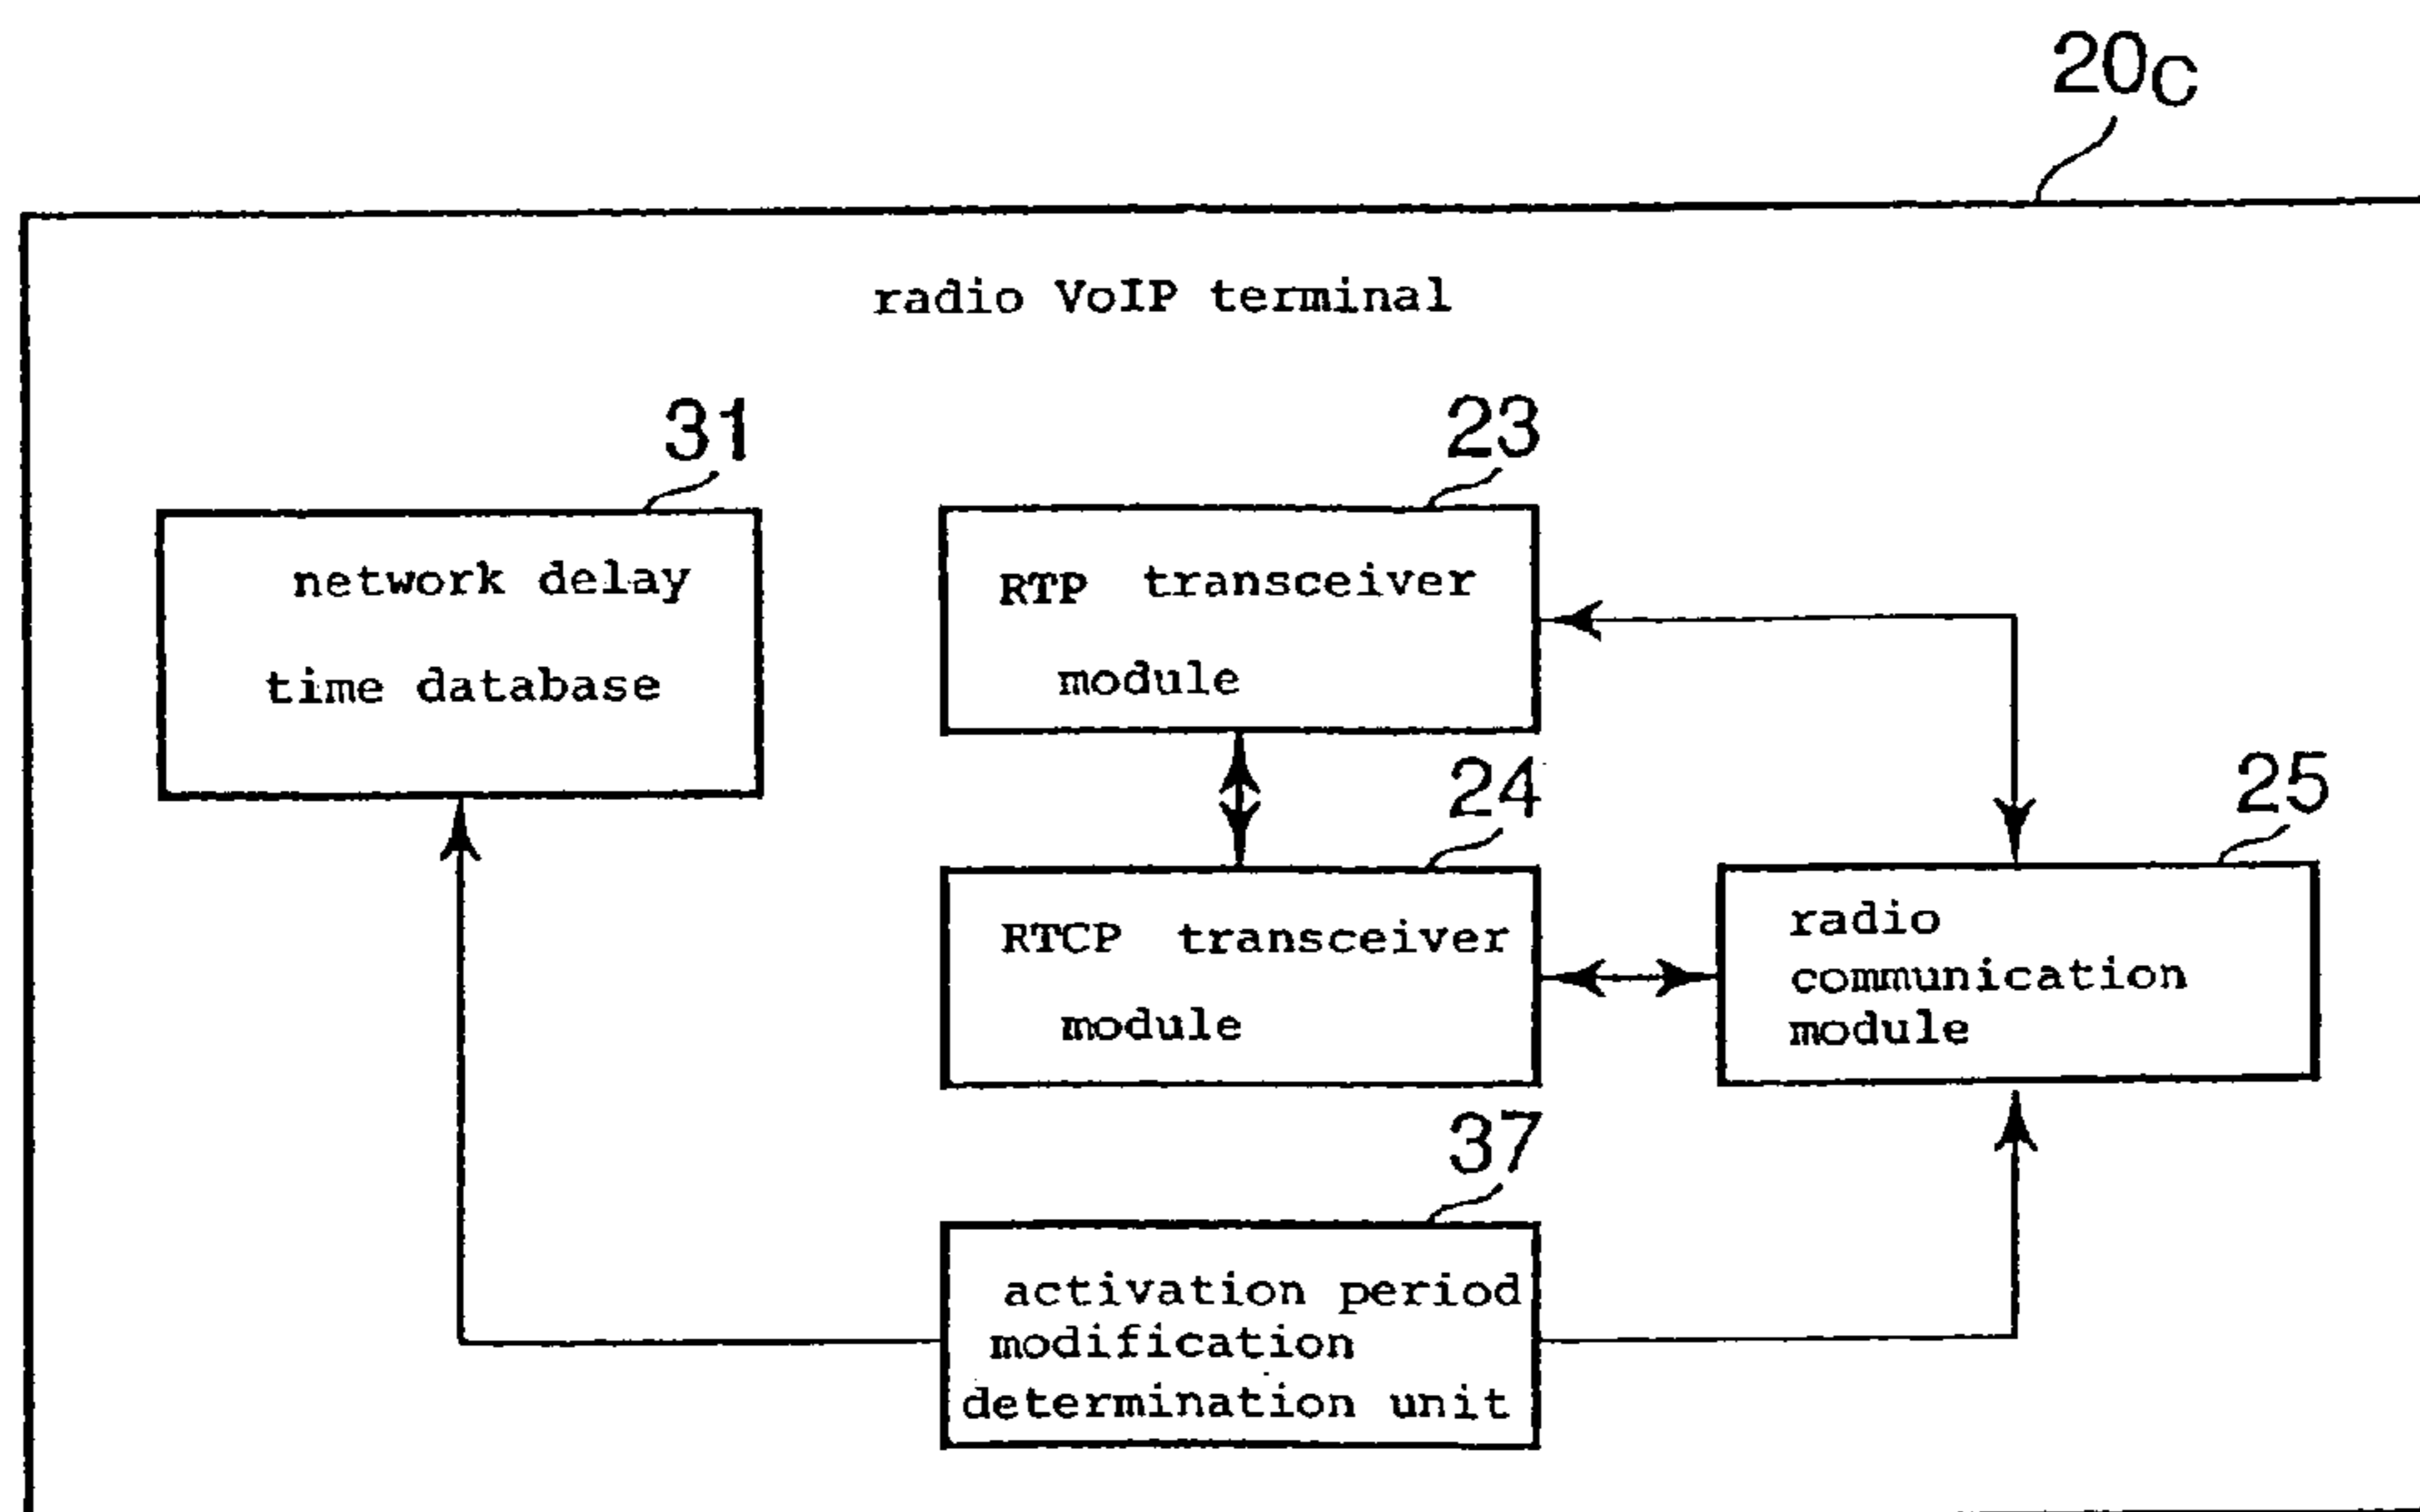 20c
radio VoIP terminal
31
network delay
time database
23
RTP transceiver
module
24
RTCP transceiver
module
25
radio
communication
module
37
activation period
modification
determination unit